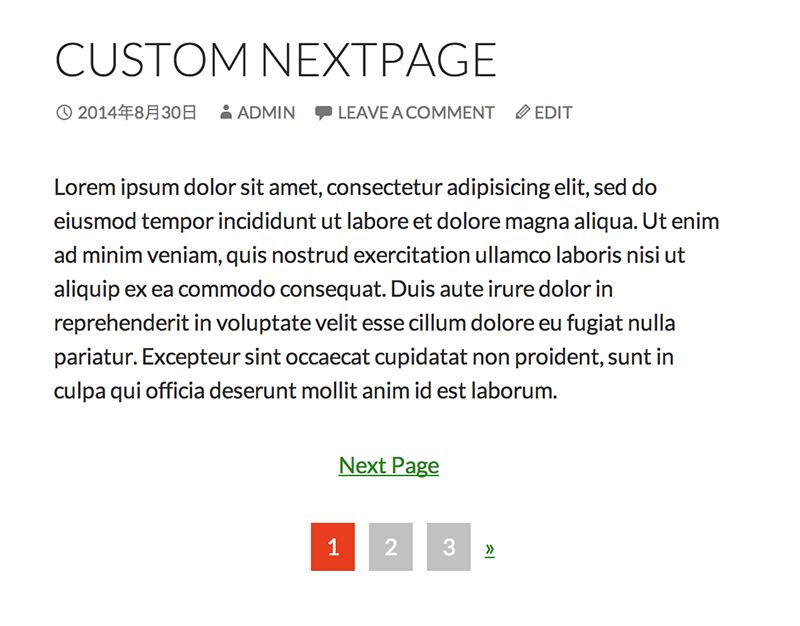 CUSTOM NEXTPAGE
2014年8月30日 ADMIN LEAVE A COMMENT EDIT
Lorem ipsum dolor sit amet, consectetur adipisicing elit, sed do
eiusmod tempor incididunt ut labore et dolore magna aliqua. Ut enim
ad minim veniam, quis nostrud exercitation ullamco laboris nisi ut
aliquip ex ea commodo consequat. Duis aute irure dolor in
reprehenderit in voluptate velit esse cillum dolore eu fugiat nulla
pariatur. Excepteur sint occaecat cupidatat non proident, sunt in
culpa qui officia deserunt mollit anim id est laborum.
Next Page
1 2 3 »